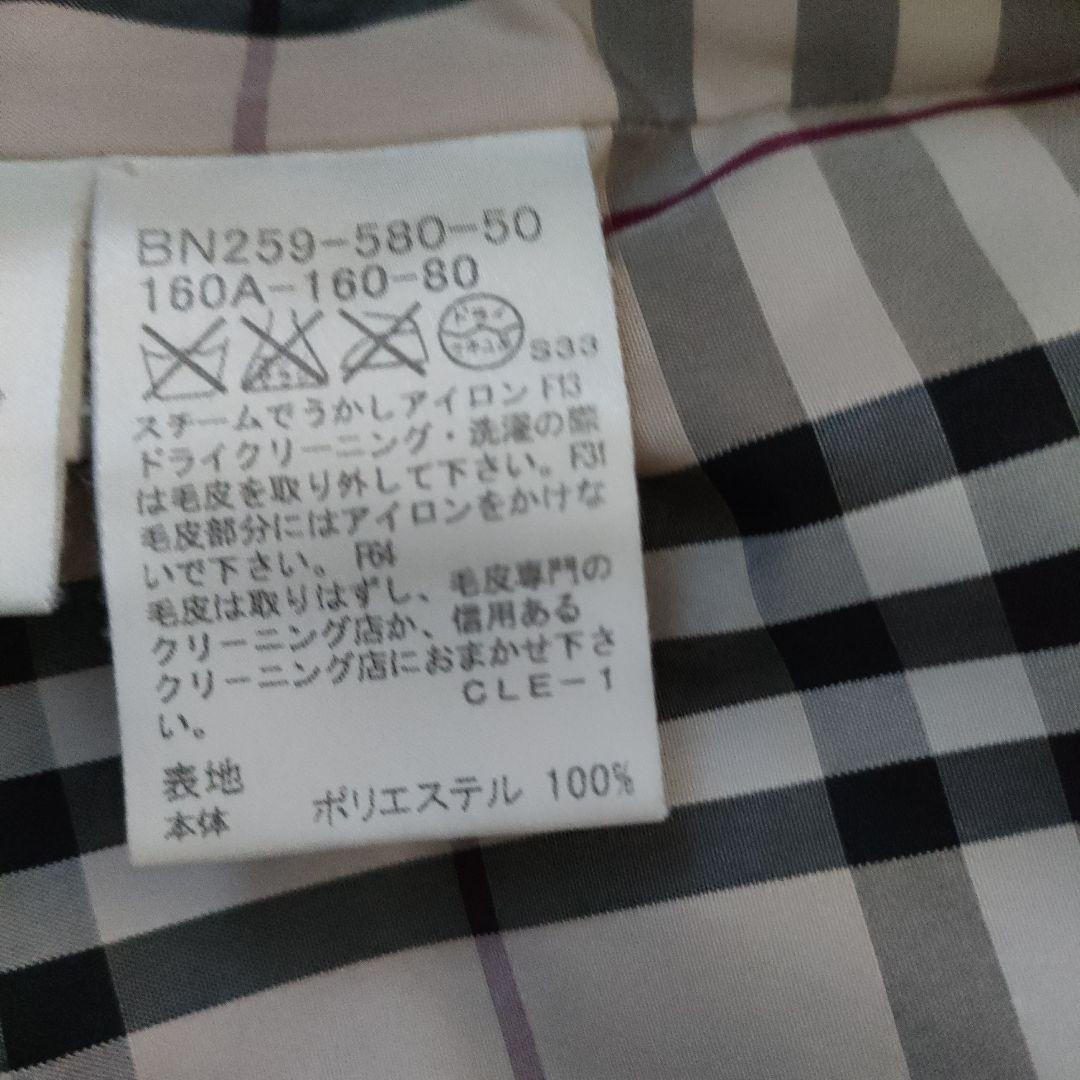 BN259-580-50
160A-160-80
ドライ
S33
スチームでうかしアイロン F13
ドライクリーニング・洗濯の際
は毛皮を取り外して下さい。F31
毛皮部分にはアイロンをかけな
いで下さい。 F64
毛皮は取りはずし、毛皮専門の
クリーニング店か、信用ある
クリーニング店におまかせ下さ
い。 CLE-1
表地
本体 ポリエステル 100%